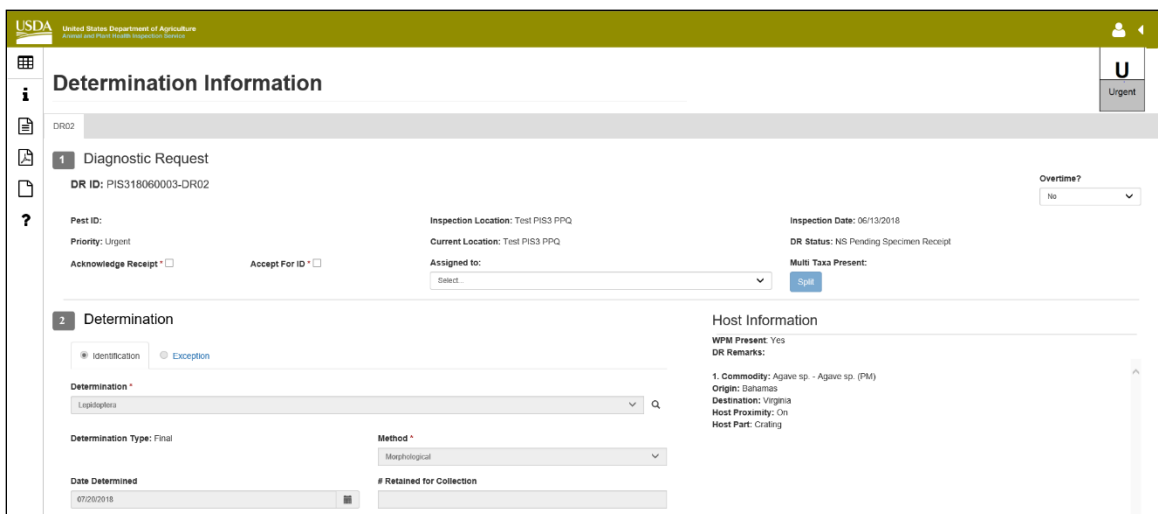 USDA
United States Department of Agriculture
Animal and Plant Health Inspection Service
Determination Information
U
Urgent
DR02
1 Diagnostic Request
DR ID: PIS318060003-DR02
Overtime?
No
Pest ID:
Inspection Location: Test PIS3 PPQ
Inspection Date: 06/13/2018
Priority: Urgent
Current Location: Test PIS3 PPQ
DR Status: NS Pending Specimen Receipt
Acknowledge Receipt *
Accept For ID *
Assigned to:
Multi Taxa Present:
Select...
Split
2 Determination
Host Information
WPM Present: Yes
DR Remarks:
Identification
Exception
1. Commodity: Agave sp. - Agave sp. (PM)
Origin: Bahamas
Destination: Virginia
Host Proximity: On
Host Part: Crating
Determination *
Lepidoptera
Determination Type: Final
Method *
Morphological
Date Determined
# Retained for Collection
07/20/2018